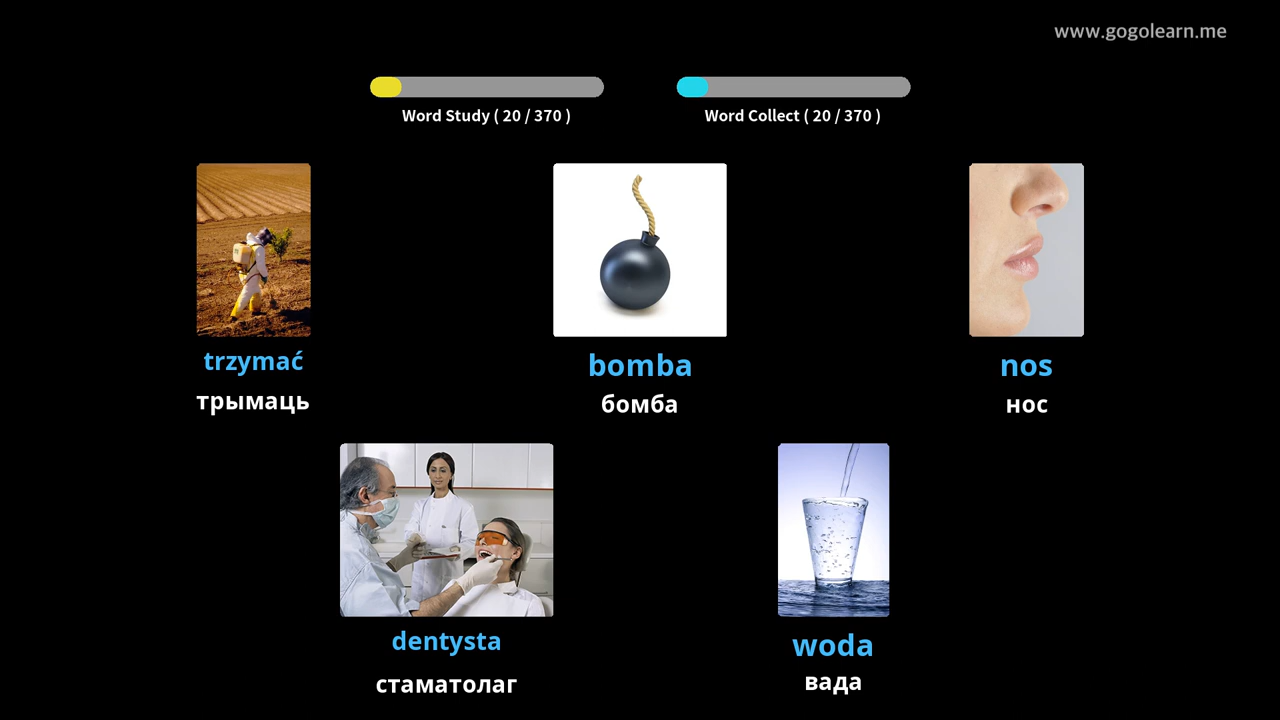 www.gogolearn.me
Word Study ( 20 / 370 )
Word Collect ( 20 / 370 )
trzymać
трымаць
bomba
бомба
nos
нос
dentysta
стаматолаг
woda
вада